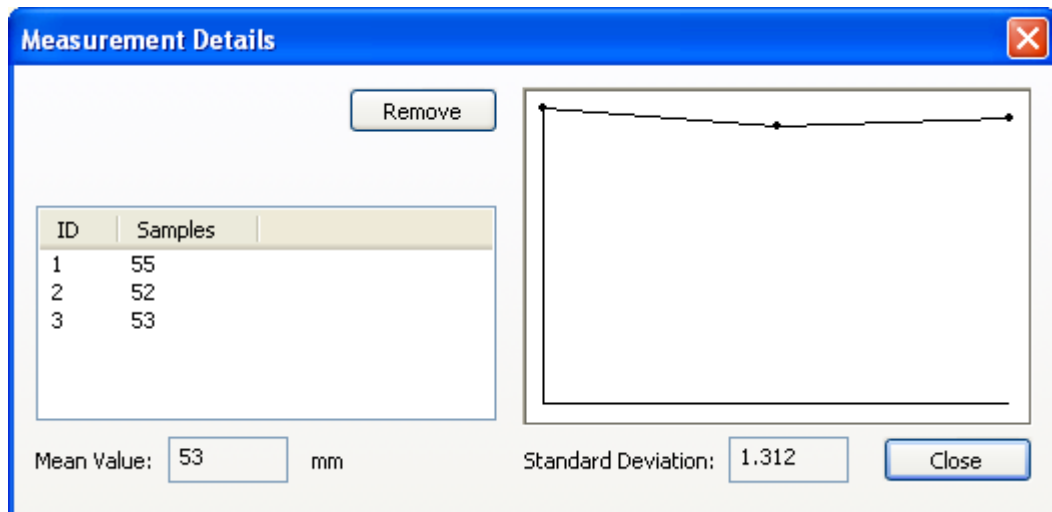 Measurement Details
Remove
ID Samples
1 55
2 52
3 53
Mean Value: 53 mm
Standard Deviation: 1.312
Close